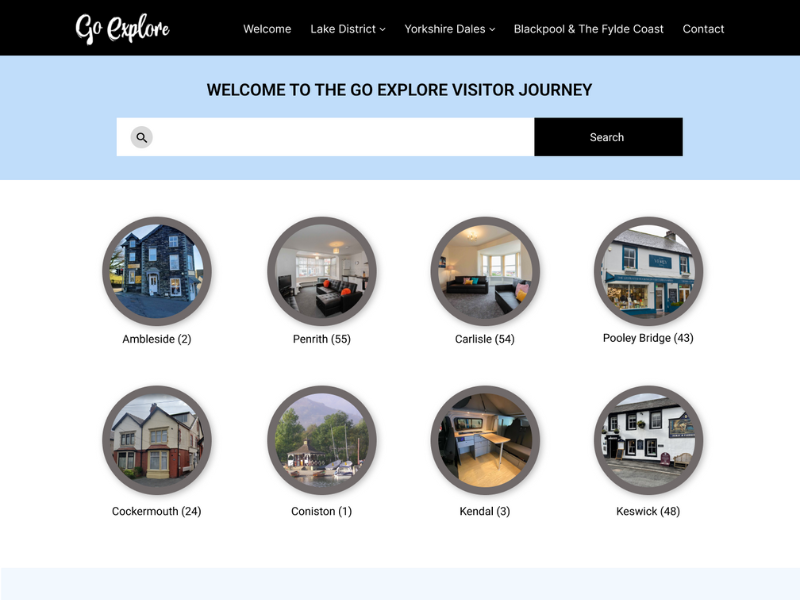 Go Explore
Welcome
Lake District
Yorkshire Dales
Blackpool & The Fylde Coast
Contact
WELCOME TO THE GO EXPLORE VISITOR JOURNEY
Search
Ambleside (2)
Penrith (55)
Carlisle (54)
Pooley Bridge (43)
Cockermouth (24)
Coniston (1)
Kendal (3)
Keswick (48)